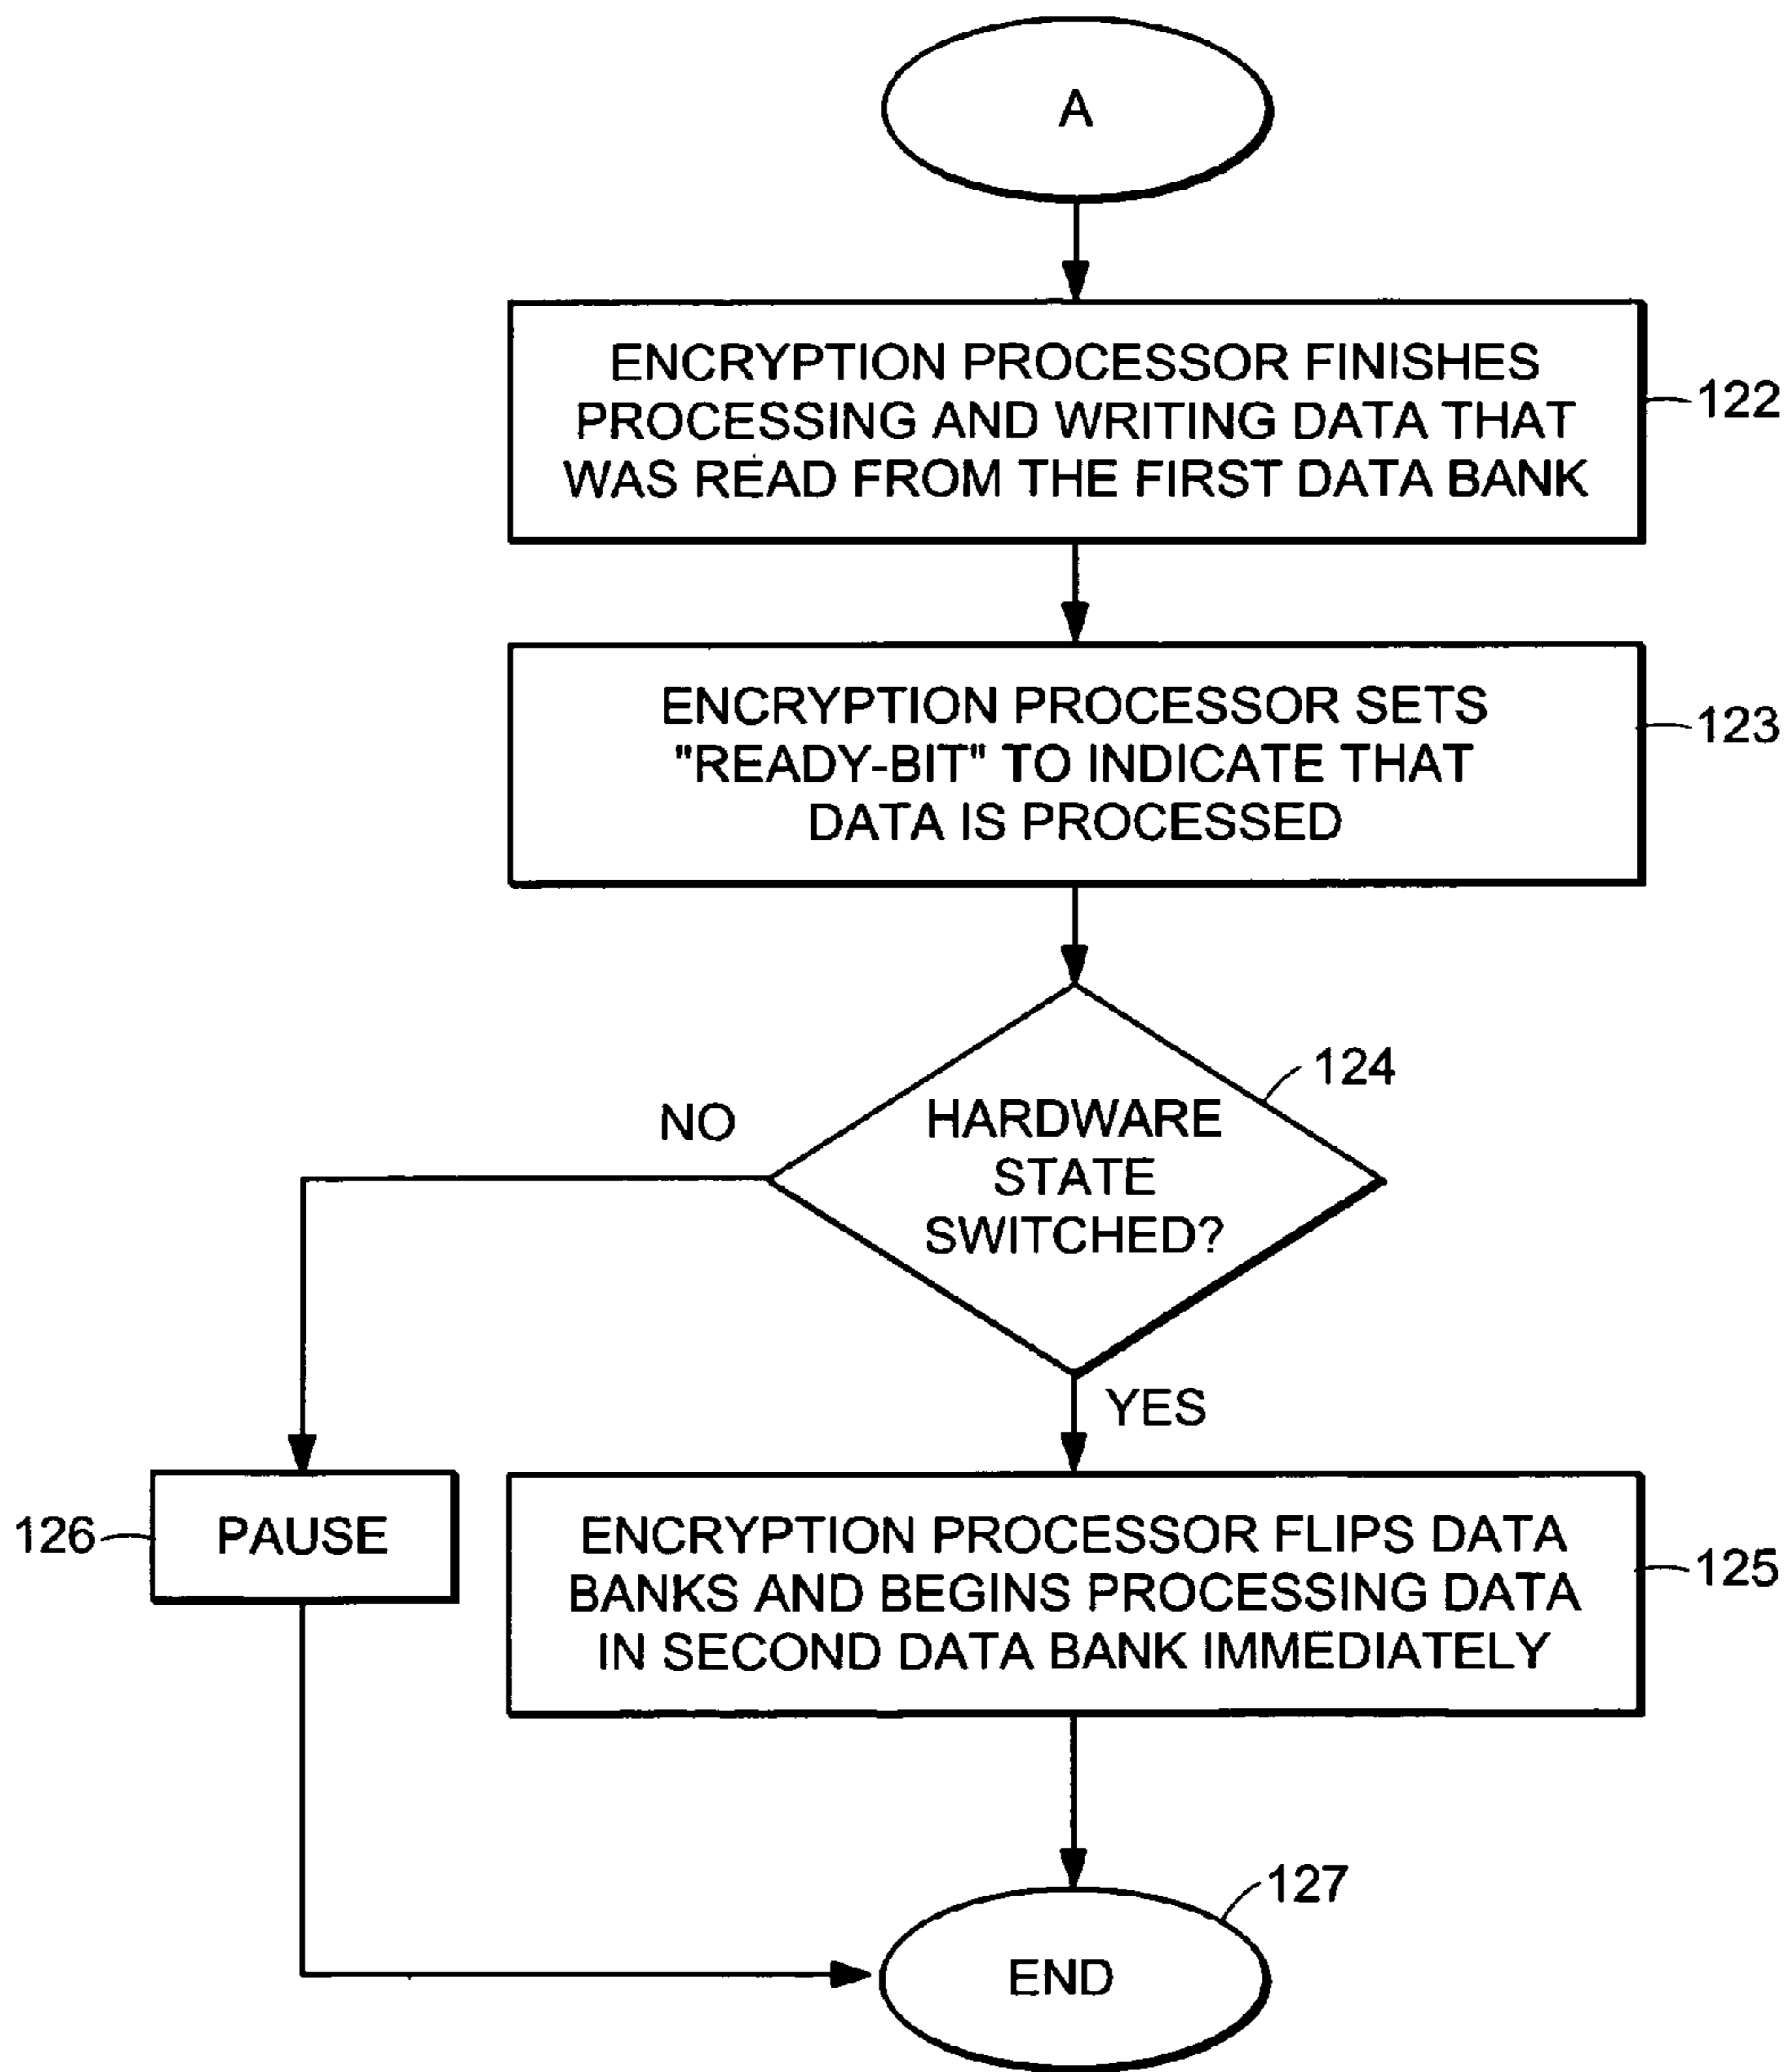 A
ENCRYPTION PROCESSOR FINISHES
PROCESSING AND WRITING DATA THAT
WAS READ FROM THE FIRST DATA BANK
122
ENCRYPTION PROCESSOR SETS
"READY-BIT" TO INDICATE THAT
DATA IS PROCESSED
123
124
HARDWARE
STATE
SWITCHED?
NO
YES
126
PAUSE
ENCRYPTION PROCESSOR FLIPS DATA
BANKS AND BEGINS PROCESSING DATA
IN SECOND DATA BANK IMMEDIATELY
125
127
END